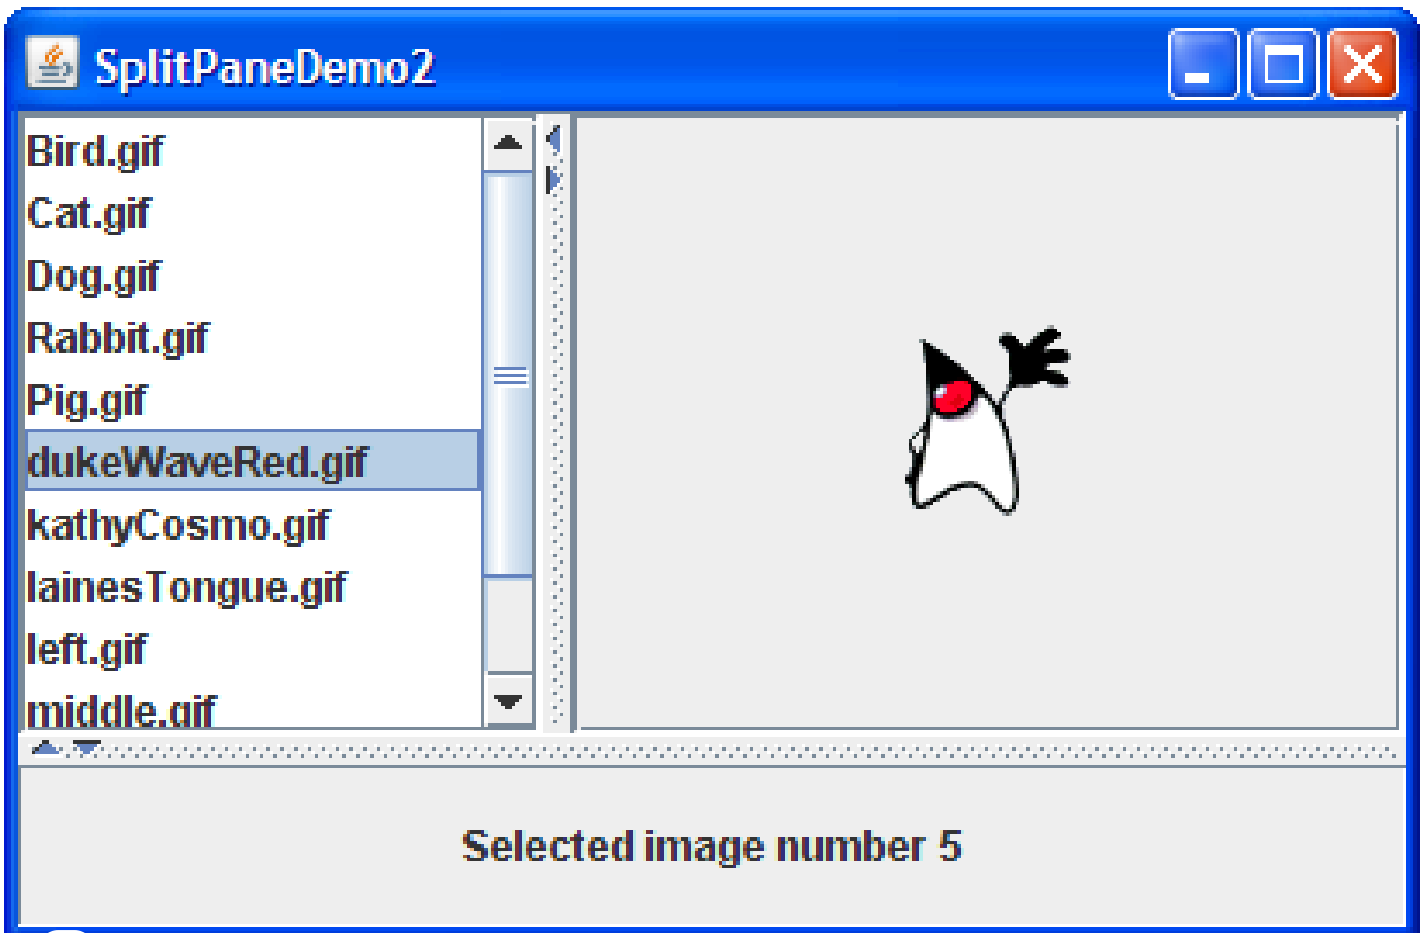 SplitPaneDemo2
Bird.gif
Cat.gif
Dog.gif
Rabbit.gif
Pig.gif
dukeWaveRed.gif
kathyCosmo.gif
lainesTongue.gif
left.gif
middle.gif
Selected image number 5